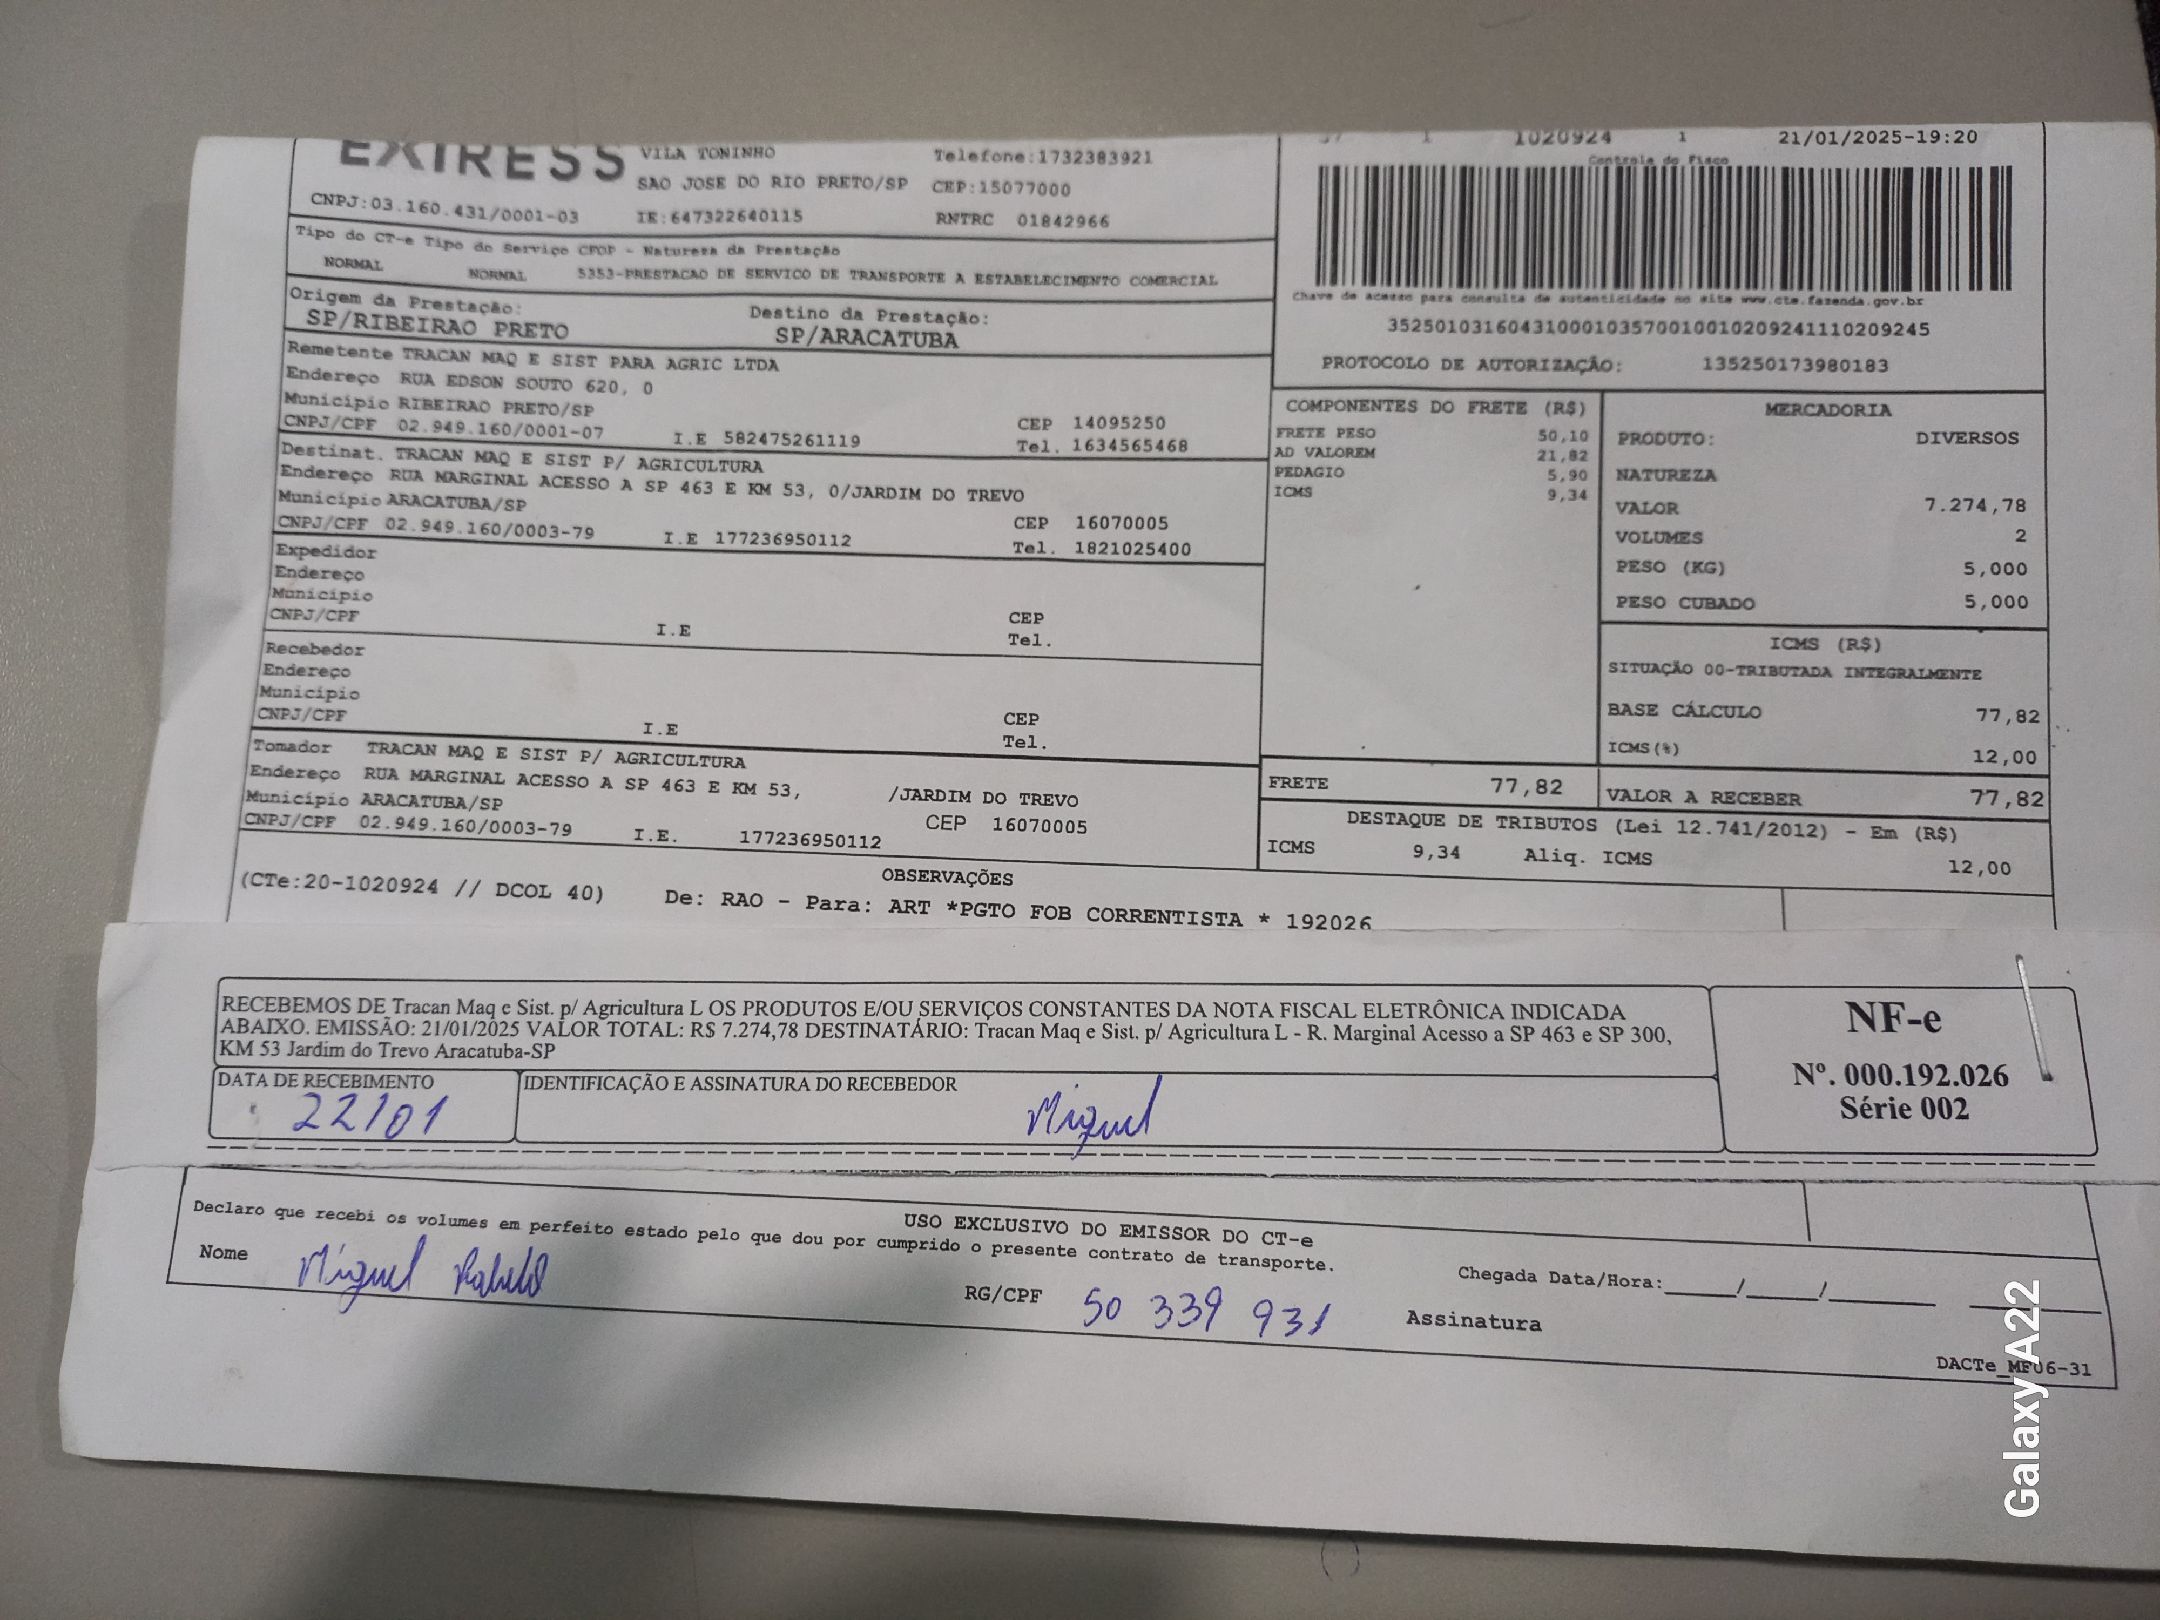 EXTRESS
VILA TONINHO
Telefone:1732383921
SAO JOSE DO RIO PRETO/SP CEP:15077000
CNPJ:03.160.431/0001-03 IE:647322640115 RNTRC 01842966
Tipo do CT-e Tipo do Serviço CFOP - Natureza da Prestação
NORMAL NORMAL 5353-PRESTACAO DE SERVICO DE TRANSPORTE A ESTABELECIMENTO COMERCIAL
Origem da Prestação: Destino da Prestação:
SP/RIBEIRAO PRETO SP/ARACATUBA
Remetente TRACAN MAQ E SIST PARA AGRIC LTDA
Endereço RUA EDSON SOUTO 620, 0
Município RIBEIRAO PRETO/SP CEP 14095250
CNPJ/CPF 02.949.160/0001-07 I.E 582475261119 Tel. 1634565468
Destinat. TRACAN MAQ E SIST P/ AGRICULTURA
Endereço RUA MARGINAL ACESSO A SP 463 E KM 53, 0/JARDIM DO TREVO
Município ARACATUBA/SP CEP 16070005
CNPJ/CPF 02.949.160/0003-79 I.E 177236950112 Tel. 1821025400
Expedidor
Endereço
Município CEP
CNPJ/CPF I.E Tel.
Recebedor
Endereço
Município CEP
CNPJ/CPF I.E Tel.
Tomador TRACAN MAQ E SIST P/ AGRICULTURA
Endereço RUA MARGINAL ACESSO A SP 463 E KM 53, /JARDIM DO TREVO
Município ARACATUBA/SP CEP 16070005
CNPJ/CPF 02.949.160/0003-79 I.E. 177236950112
1 1020924 1 21/01/2025-19:20
Controle do Fisco
Chave de acesso para consulta de autenticidade no site www.cte.fazenda.gov.br
35250103160431000103570010010209241110209245
PROTOCOLO DE AUTORIZAÇÃO: 135250173980183
COMPONENTES DO FRETE (R$)
FRETE PESO 50,10
AD VALOREM 21,82
PEDAGIO 5,90
ICMS 9,34
MERCADORIA
PRODUTO: DIVERSOS
NATUREZA
VALOR 7.274,78
VOLUMES 2
PESO (KG) 5,000
PESO CUBADO 5,000
ICMS (R$)
SITUAÇÃO 00-TRIBUTADA INTEGRALMENTE
BASE CÁLCULO 77,82
ICMS(%) 12,00
FRETE 77,82 VALOR A RECEBER 77,82
DESTAQUE DE TRIBUTOS (Lei 12.741/2012) - Em (R$)
ICMS 9,34 Aliq. ICMS 12,00
OBSERVAÇÕES
(CTe:20-1020924 // DCOL 40) De: RAO - Para: ART *PGTO FOB CORRENTISTA * 192026
RECEBEMOS DE Tracan Maq e Sist. p/ Agricultura L OS PRODUTOS E/OU SERVIÇOS CONSTANTES DA NOTA FISCAL ELETRÔNICA INDICADA
ABAIXO. EMISSÃO: 21/01/2025 VALOR TOTAL: R$ 7.274,78 DESTINATÁRIO: Tracan Maq e Sist. p/ Agricultura L - R. Marginal Acesso a SP 463 e SP 300,
KM 53 Jardim do Trevo Aracatuba-SP
DATA DE RECEBIMENTO IDENTIFICAÇÃO E ASSINATURA DO RECEBEDOR
22/01 Miguel
NF-e
Nº. 000.192.026
Série 002
USO EXCLUSIVO DO EMISSOR DO CT-e
Declaro que recebi os volumes em perfeito estado pelo que dou por cumprido o presente contrato de transporte.
Nome Miguel RG/CPF 50 339 931
Chegada Data/Hora:____/____/______
Assinatura
DACTe_MF06-31
Galaxy A22